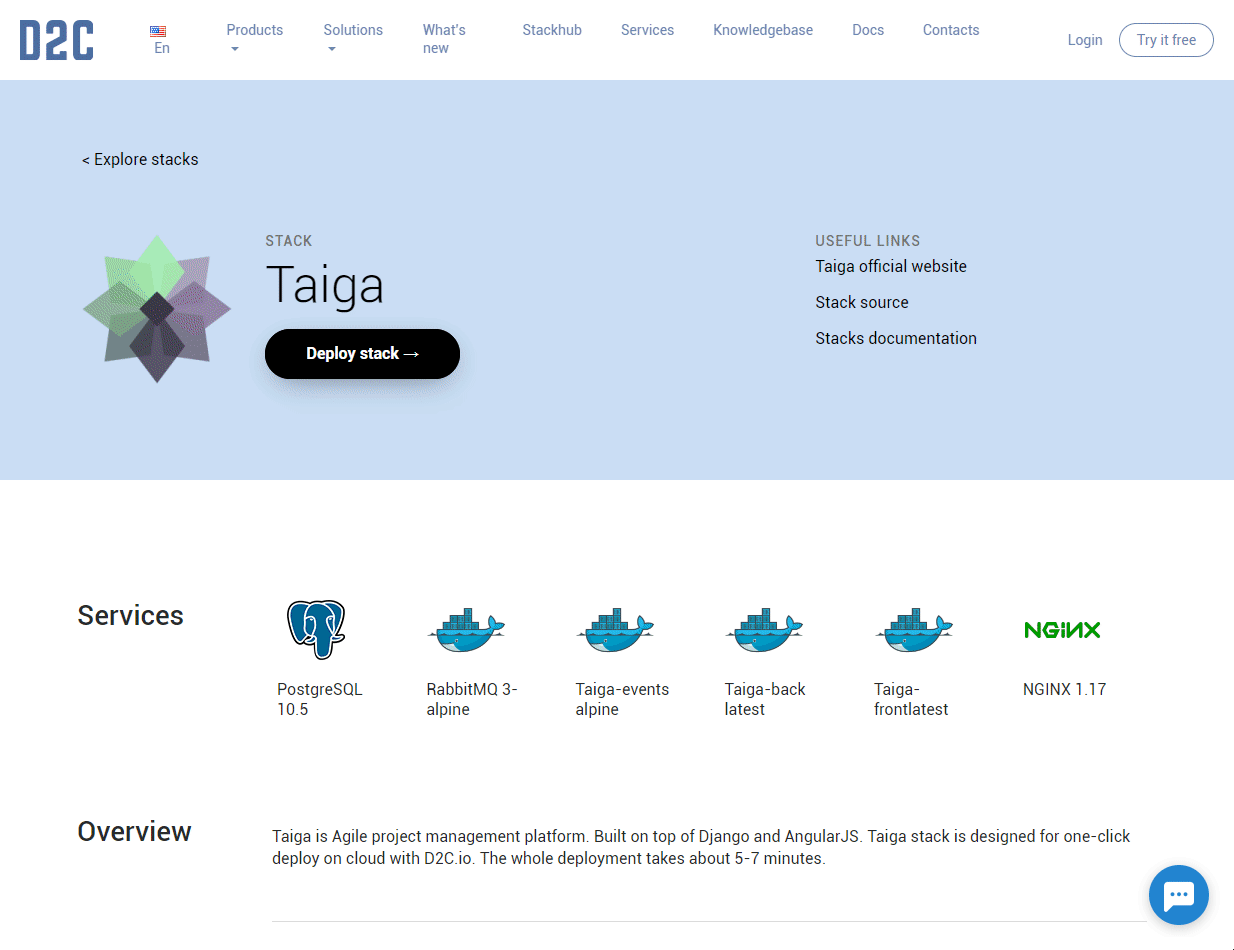 D2C
En
Products
Solutions
What's
new
Stackhub
Services
Knowledgebase
Docs
Contacts
Login
Try it free
< Explore stacks
STACK
Taiga
Deploy stack →
USEFUL LINKS
Taiga official website
Stack source
Stacks documentation
Services
PostgreSQL
10.5
RabbitMQ 3-
alpine
Taiga-events
alpine
Taiga-back
latest
Taiga-
frontlatest
NGINX
NGINX 1.17
Overview
Taiga is Agile project management platform. Built on top of Django and AngularJS. Taiga stack is designed for one-click
deploy on cloud with D2C.io. The whole deployment takes about 5-7 minutes.